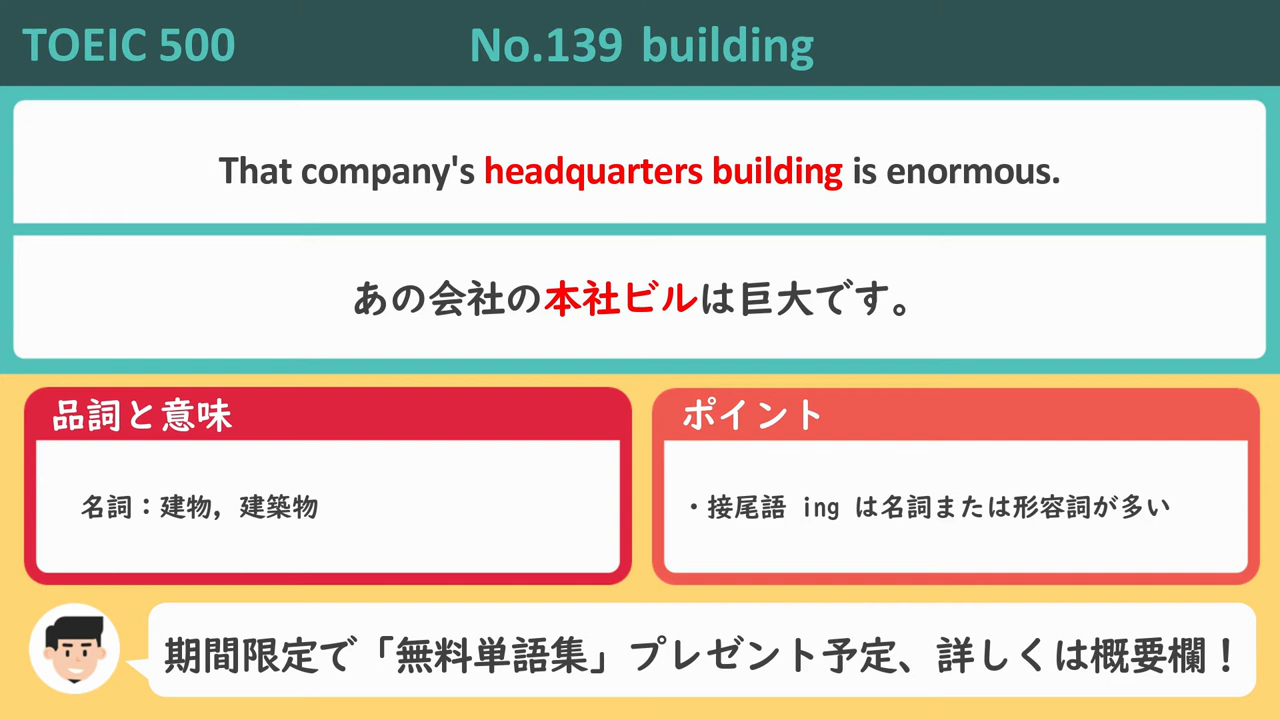 TOEIC 500
No.139 building
That company's headquarters building is enormous.
あの会社の本社ビルは巨大です。
品詞と意味
名詞：建物，建築物
ポイント
・接尾語 ing は名詞または形容詞が多い
期間限定で「無料単語集」プレゼント予定、詳しくは概要欄！